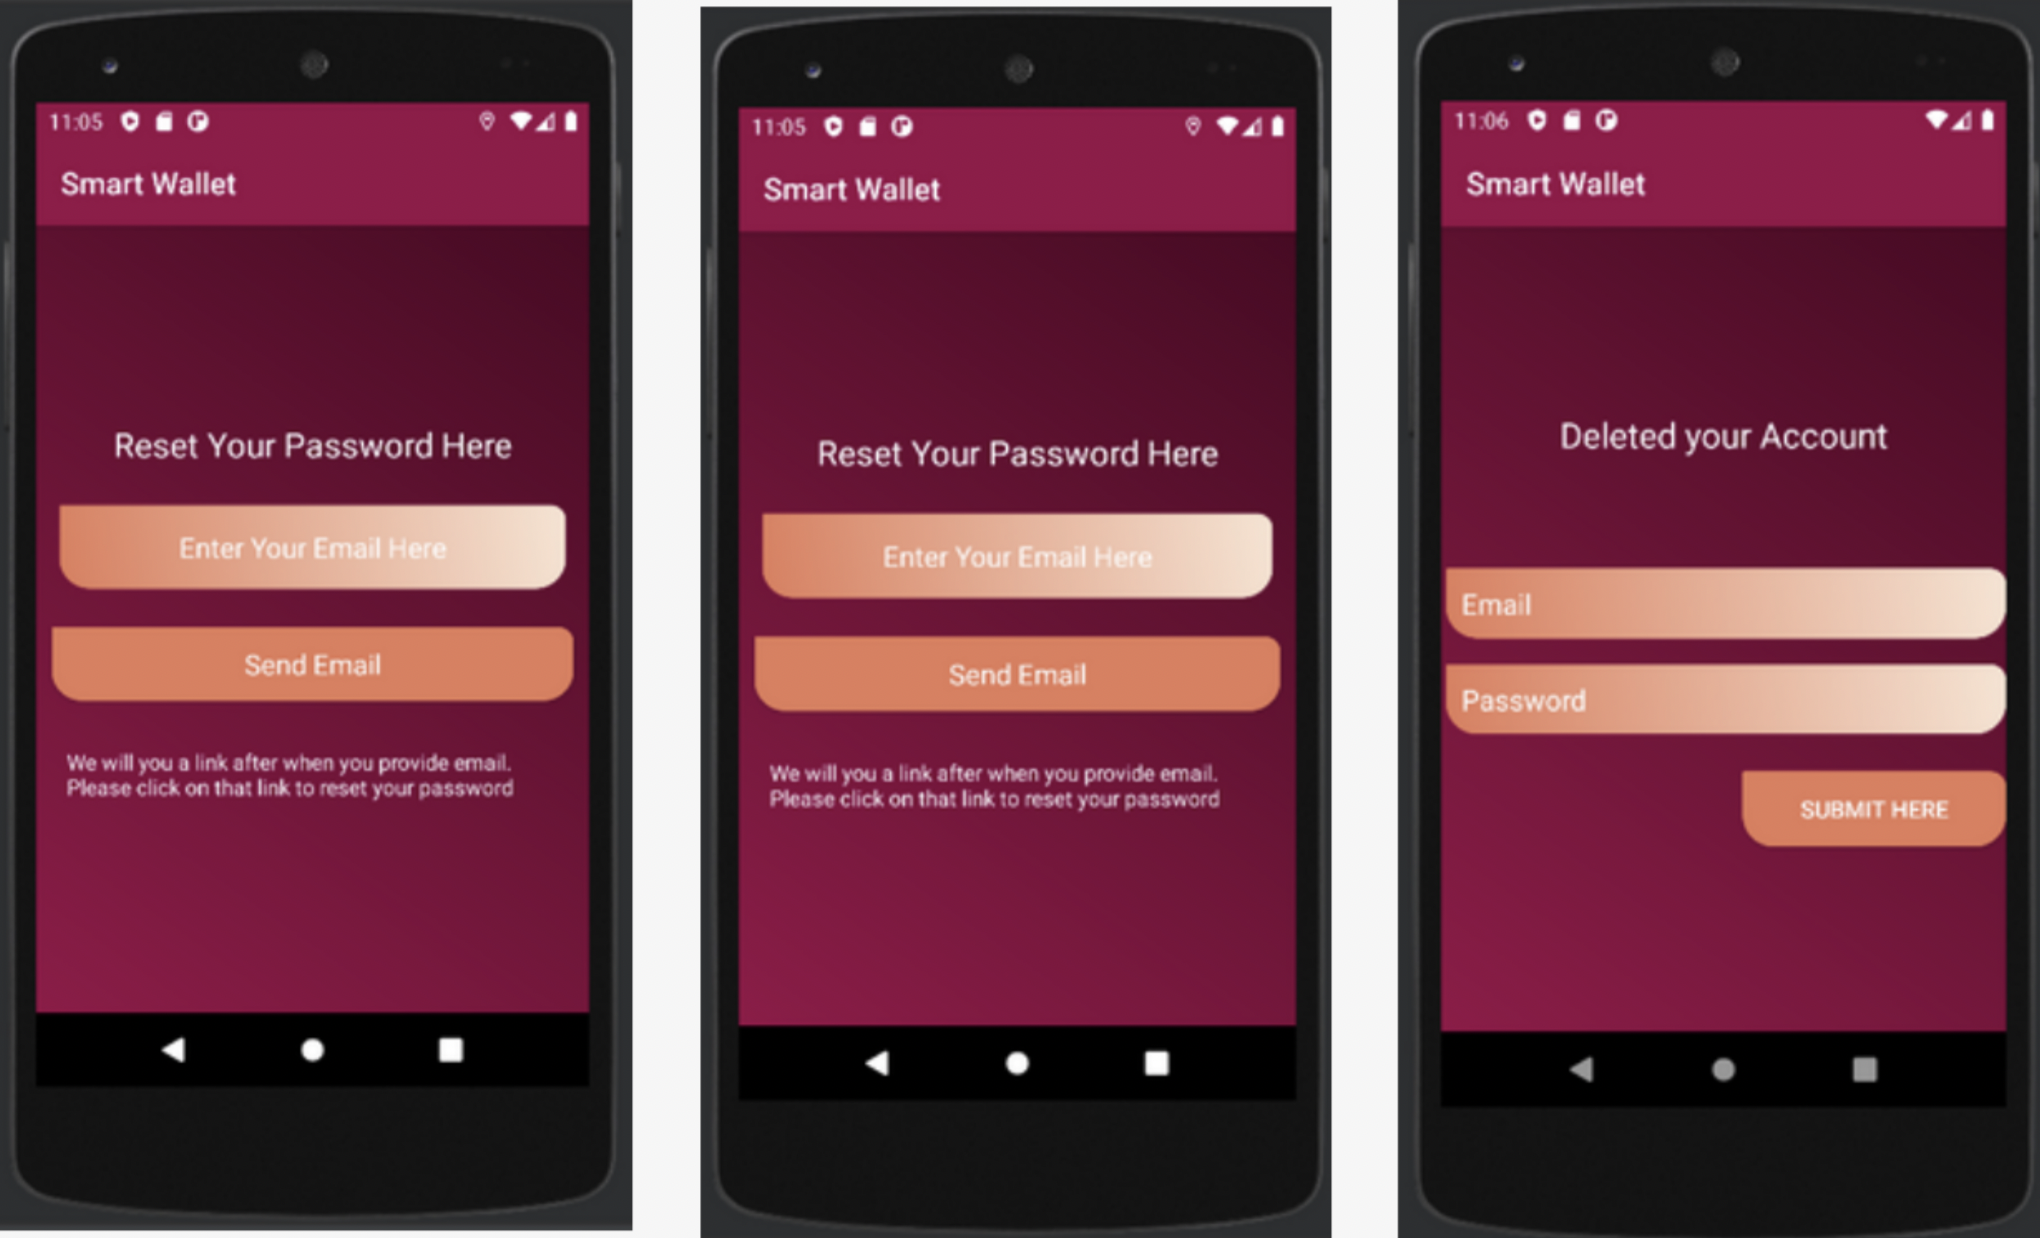 11:05
Smart Wallet
Reset Your Password Here
Enter Your Email Here
Send Email
We will you a link after when you provide email.
Please click on that link to reset your password
11:05
Smart Wallet
Reset Your Password Here
Enter Your Email Here
Send Email
We will you a link after when you provide email.
Please click on that link to reset your password
11:06
Smart Wallet
Deleted your Account
Email
Password
SUBMIT HERE